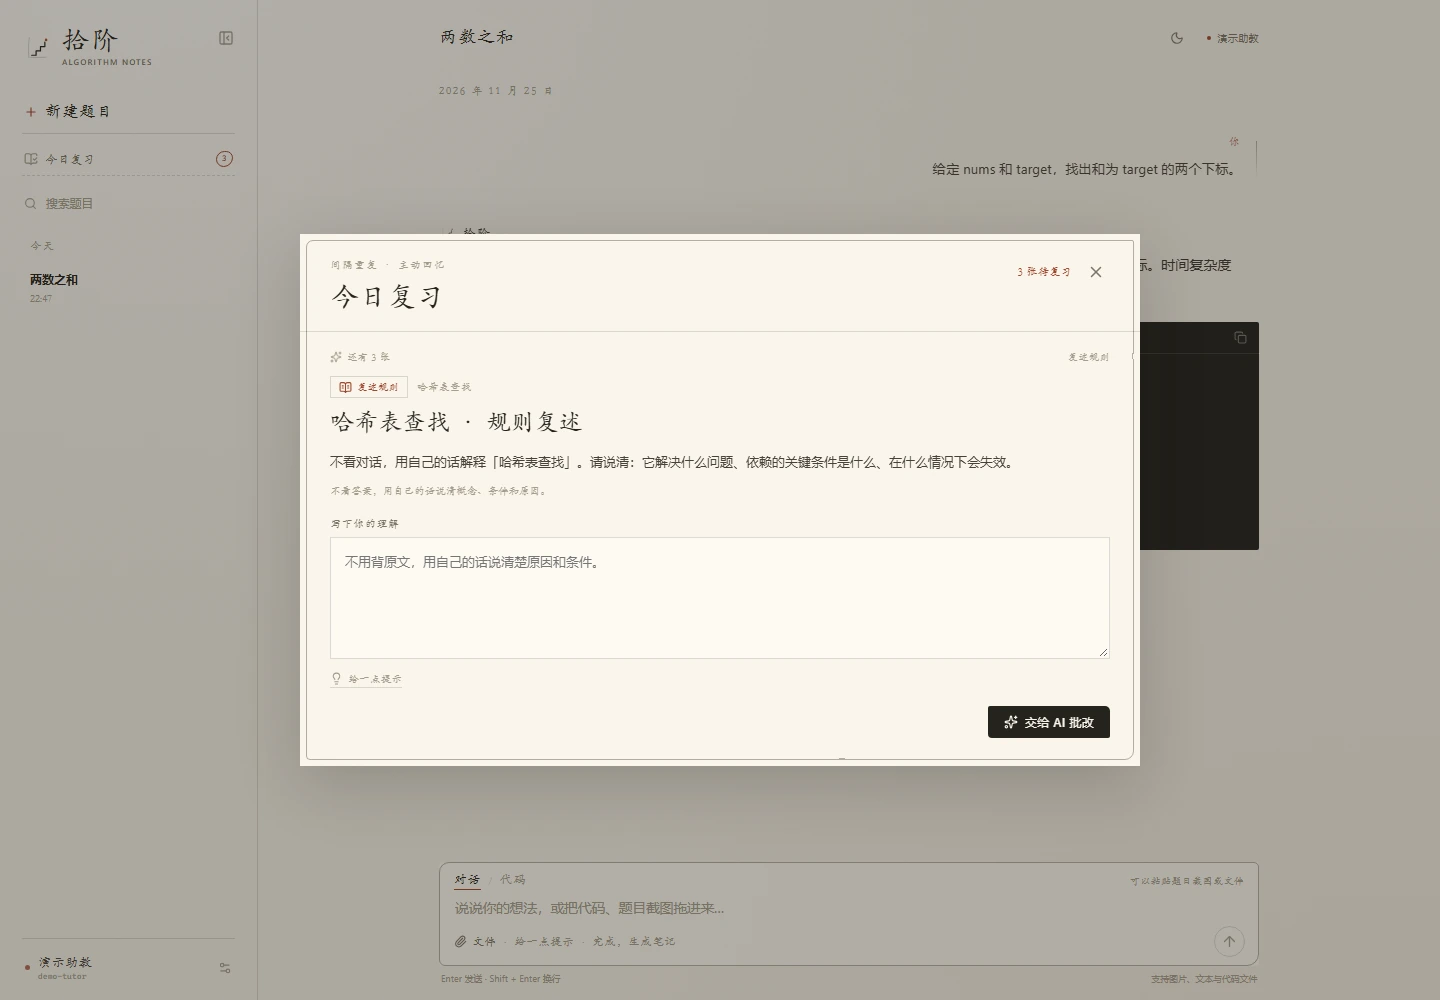 拾阶
ALGORITHM NOTES
新建题目
今日复习
3
搜索题目
今天
两数之和
22:47
演示助教
demo-tutor
两数之和
演示助教
2026 年 11 月 25 日
你
给定 nums 和 target，找出和为 target 的两个下标。
拾阶
标。时间复杂度
间隔重复 · 主动回忆
今日复习
3 张待复习
还有 3 张
复述规则
复述规则
哈希表查找
哈希表查找 · 规则复述
不看对话，用自己的话解释「哈希表查找」。请说清：它解决什么问题、依赖的关键条件是什么、在什么情况下会失效。
不看答案，用自己的话说清概念、条件和原因。
写下你的理解
不用背原文，用自己的话说清楚原因和条件。
给一点提示
交给 AI 批改
对话 / 代码
可以粘贴题目截图或文件
说说你的想法，或把代码、题目截图拖进来...
文件 · 给一点提示 · 完成，生成笔记
Enter 发送 · Shift + Enter 换行
支持图片、文本与代码文件